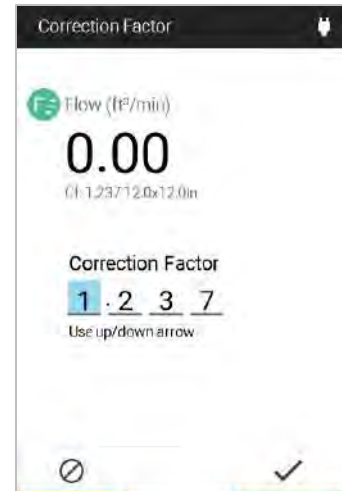 Correction Factor
Flow (ft³/min)
0.00
Cf: 1.237 12.0x12.0in
Correction Factor
1.237
Use up/down arrow